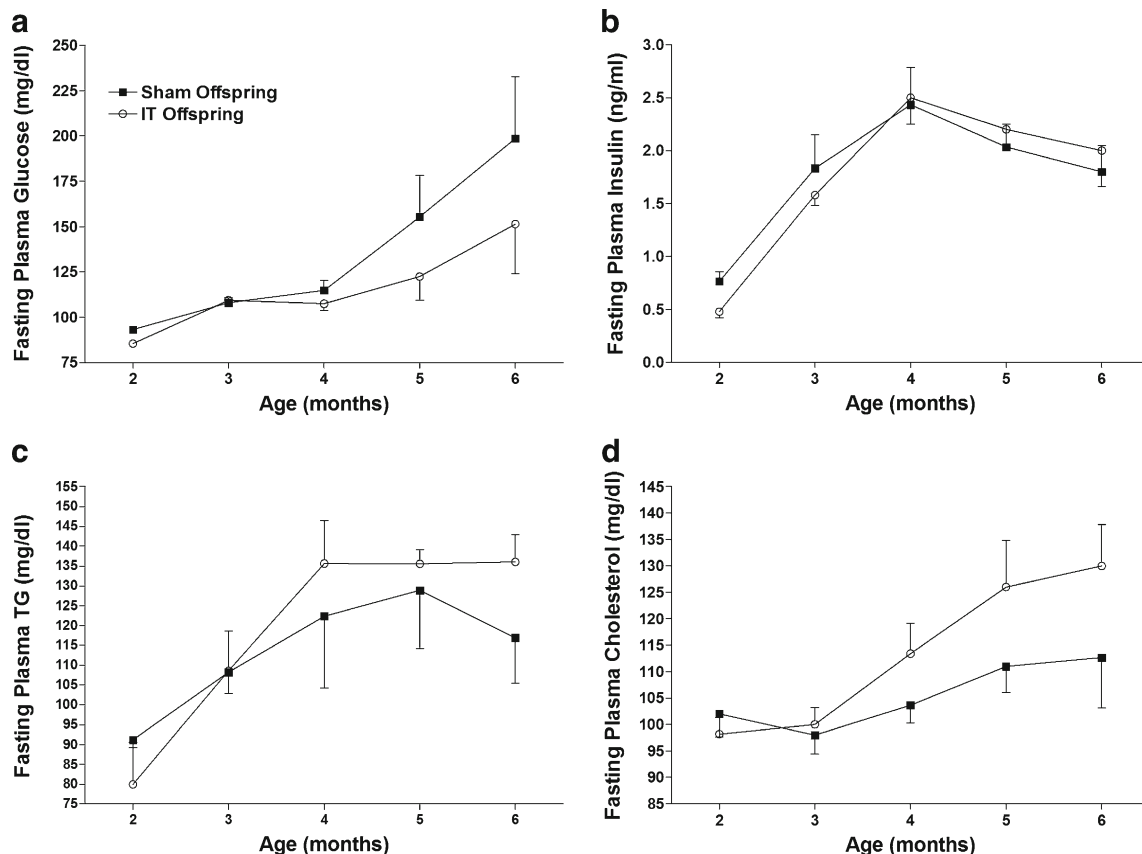 a
Fasting Plasma Glucose (mg/dl)
250
225
200
175
150
125
100
75
Sham Offspring
IT Offspring
2 3 4 5 6
Age (months)
b
Fasting Plasma Insulin (ng/ml)
3.0
2.5
2.0
1.5
1.0
0.5
0.0
2 3 4 5 6
Age (months)
c
Fasting Plasma TG (mg/dl)
155
150
145
140
135
130
125
120
115
110
105
100
95
90
85
80
75
2 3 4 5 6
Age (months)
d
Fasting Plasma Cholesterol (mg/dl)
145
140
135
130
125
120
115
110
105
100
95
90
85
2 3 4 5 6
Age (months)